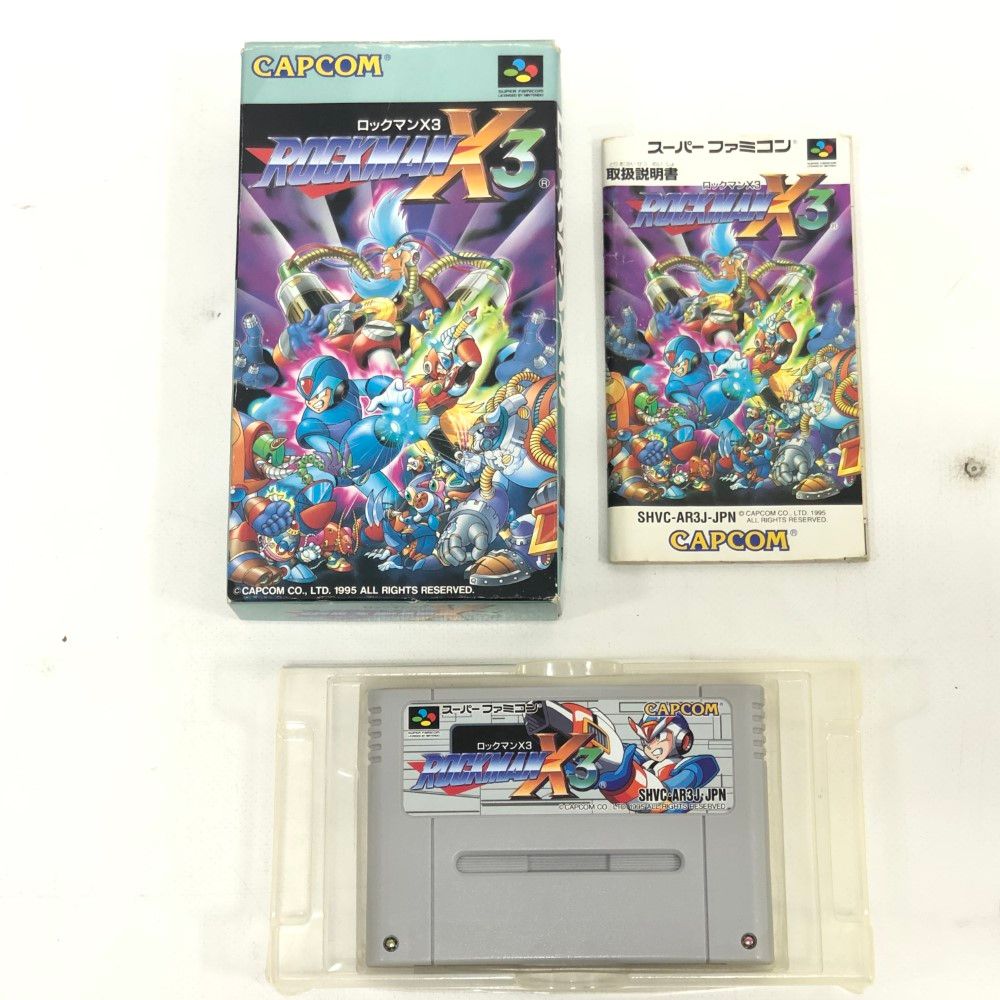 CAPCOM®
SUPER FAMICOM
LICENSED BY NINTENDO
ロックマンX3
ROCKMAN X3®
©CAPCOM CO., LTD. 1995 ALL RIGHTS RESERVED.
スーパー ファミコン
取扱説明書
ロックマンX3
ROCKMAN X3®
SHVC-AR3J-JPN
© CAPCOM CO., LTD. 1995
ALL RIGHTS RESERVED.
CAPCOM®
スーパー ファミコン
CAPCOM
ロックマンX3
ROCKMAN X3
SHVC-AR3J-JPN
©CAPCOM CO., LTD 1995 ALL RIGHTS RESERVED